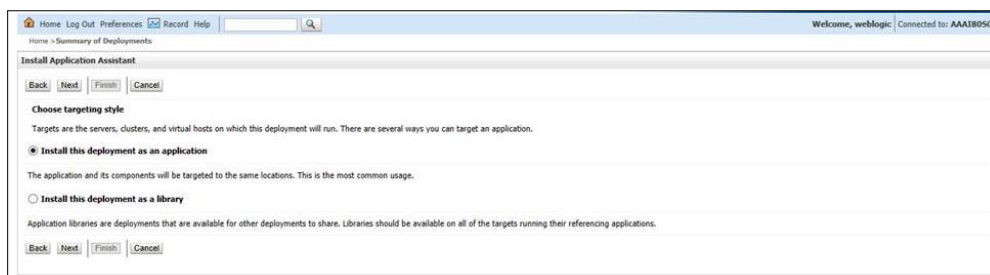 Home Log Out Preferences Record Help
Welcome, weblogic Connected to: AAAI80SC
Home >Summary of Deployments
Install Application Assistant
Back Next Finish Cancel
Choose targeting style
Targets are the servers, clusters, and virtual hosts on which this deployment will run. There are several ways you can target an application.
Install this deployment as an application
The application and its components will be targeted to the same locations. This is the most common usage.
Install this deployment as a library
Application libraries are deployments that are available for other deployments to share. Libraries should be available on all of the targets running their referencing applications.
Back Next Finish Cancel